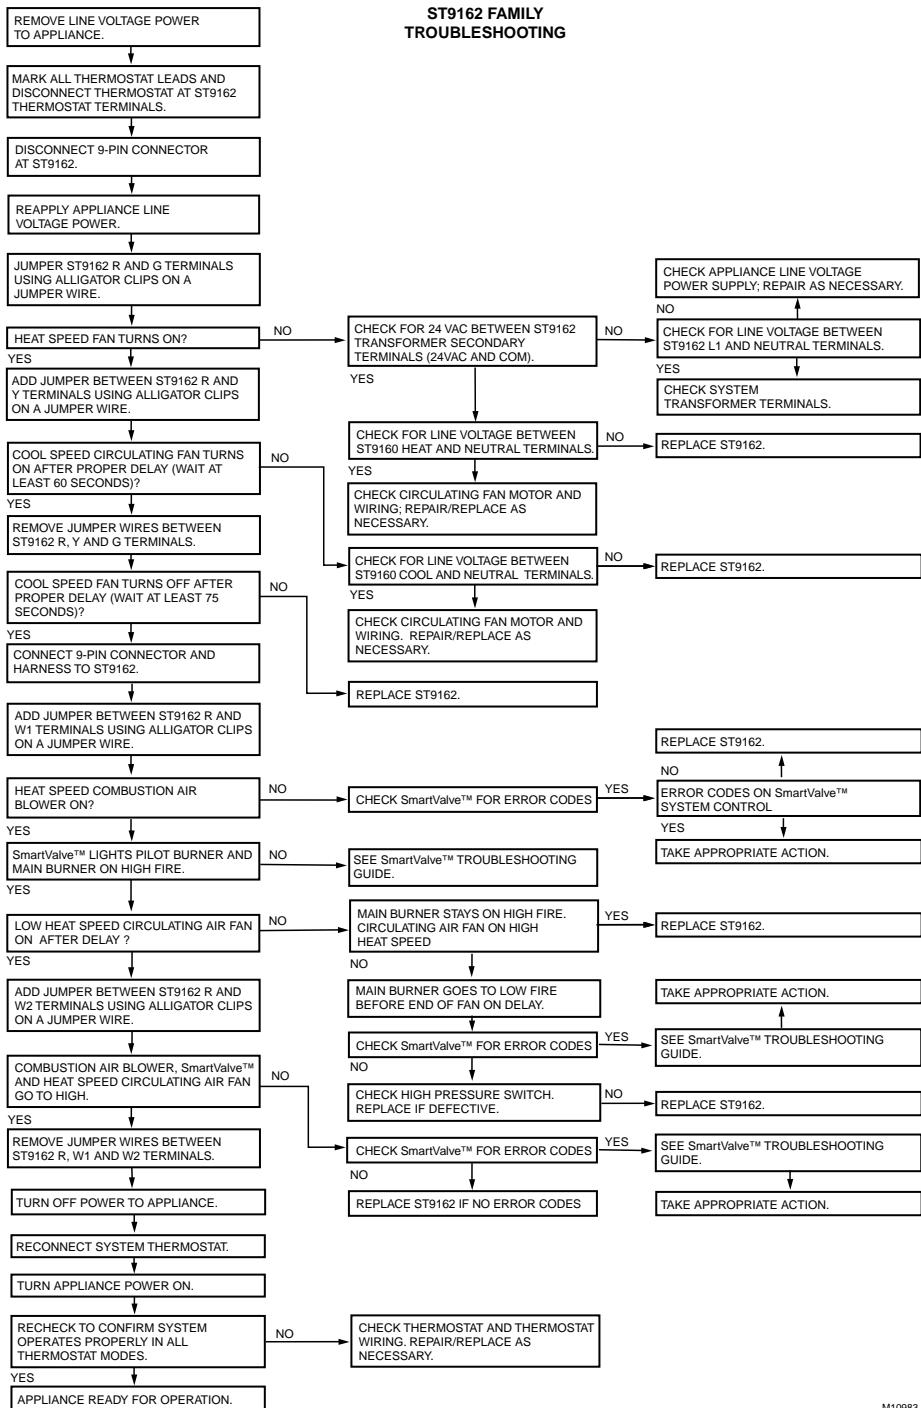 ST9162 FAMILY
TROUBLESHOOTING
REMOVE LINE VOLTAGE POWER
TO APPLIANCE.
MARK ALL THERMOSTAT LEADS AND
DISCONNECT THERMOSTAT AT ST9162
THERMOSTAT TERMINALS.
DISCONNECT 9-PIN CONNECTOR
AT ST9162.
REAPPLY APPLIANCE LINE
VOLTAGE POWER.
JUMPER ST9162 R AND G TERMINALS
USING ALLIGATOR CLIPS ON A
JUMPER WIRE.
HEAT SPEED FAN TURNS ON?
NO
CHECK FOR 24 VAC BETWEEN ST9162
TRANSFORMER SECONDARY
TERMINALS (24VAC AND COM).
NO
CHECK FOR LINE VOLTAGE BETWEEN
ST9162 L1 AND NEUTRAL TERMINALS.
NO
CHECK APPLIANCE LINE VOLTAGE
POWER SUPPLY; REPAIR AS NECESSARY.
YES
CHECK SYSTEM
TRANSFORMER TERMINALS.
YES
CHECK FOR LINE VOLTAGE BETWEEN
ST9160 HEAT AND NEUTRAL TERMINALS.
NO
REPLACE ST9162.
YES
CHECK CIRCULATING FAN MOTOR AND
WIRING; REPAIR/REPLACE AS
NECESSARY.
YES
ADD JUMPER BETWEEN ST9162 R AND
Y TERMINALS USING ALLIGATOR CLIPS
ON A JUMPER WIRE.
COOL SPEED CIRCULATING FAN TURNS
ON AFTER PROPER DELAY (WAIT AT
LEAST 60 SECONDS)?
NO
CHECK FOR LINE VOLTAGE BETWEEN
ST9160 COOL AND NEUTRAL TERMINALS.
NO
REPLACE ST9162.
YES
CHECK CIRCULATING FAN MOTOR AND
WIRING. REPAIR/REPLACE AS
NECESSARY.
YES
REMOVE JUMPER WIRES BETWEEN
ST9162 R, Y AND G TERMINALS.
COOL SPEED FAN TURNS OFF AFTER
PROPER DELAY (WAIT AT LEAST 75
SECONDS)?
NO
REPLACE ST9162.
YES
CONNECT 9-PIN CONNECTOR AND
HARNESS TO ST9162.
ADD JUMPER BETWEEN ST9162 R AND
W1 TERMINALS USING ALLIGATOR CLIPS
ON A JUMPER WIRE.
HEAT SPEED COMBUSTION AIR
BLOWER ON?
NO
CHECK SmartValve™ FOR ERROR CODES
YES
ERROR CODES ON SmartValve™
SYSTEM CONTROL
NO
REPLACE ST9162.
YES
TAKE APPROPRIATE ACTION.
YES
SmartValve™ LIGHTS PILOT BURNER AND
MAIN BURNER ON HIGH FIRE.
NO
SEE SmartValve™ TROUBLESHOOTING
GUIDE.
YES
LOW HEAT SPEED CIRCULATING AIR FAN
ON AFTER DELAY ?
NO
MAIN BURNER STAYS ON HIGH FIRE.
CIRCULATING AIR FAN ON HIGH
HEAT SPEED
YES
REPLACE ST9162.
NO
MAIN BURNER GOES TO LOW FIRE
BEFORE END OF FAN ON DELAY.
CHECK SmartValve™ FOR ERROR CODES
YES
SEE SmartValve™ TROUBLESHOOTING
GUIDE.
TAKE APPROPRIATE ACTION.
NO
CHECK HIGH PRESSURE SWITCH.
REPLACE IF DEFECTIVE.
NO
REPLACE ST9162.
YES
ADD JUMPER BETWEEN ST9162 R AND
W2 TERMINALS USING ALLIGATOR CLIPS
ON A JUMPER WIRE.
COMBUSTION AIR BLOWER, SmartValve™
AND HEAT SPEED CIRCULATING AIR FAN
GO TO HIGH.
NO
CHECK SmartValve™ FOR ERROR CODES
YES
SEE SmartValve™ TROUBLESHOOTING
GUIDE.
TAKE APPROPRIATE ACTION.
NO
REPLACE ST9162 IF NO ERROR CODES
YES
REMOVE JUMPER WIRES BETWEEN
ST9162 R, W1 AND W2 TERMINALS.
TURN OFF POWER TO APPLIANCE.
RECONNECT SYSTEM THERMOSTAT.
TURN APPLIANCE POWER ON.
RECHECK TO CONFIRM SYSTEM
OPERATES PROPERLY IN ALL
THERMOSTAT MODES.
NO
CHECK THERMOSTAT AND THERMOSTAT
WIRING. REPAIR/REPLACE AS
NECESSARY.
YES
APPLIANCE READY FOR OPERATION.
M10983